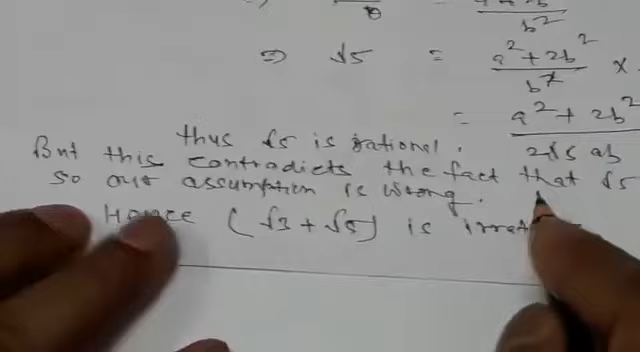 b²
⇒ √5 = a² + 2b² / b² ×
= a² + 2b² / 2√5 ab
thus √5 is rational.
But this contradicts the fact that √5
so our assumption is wrong.
Hence (√3 + √5) is